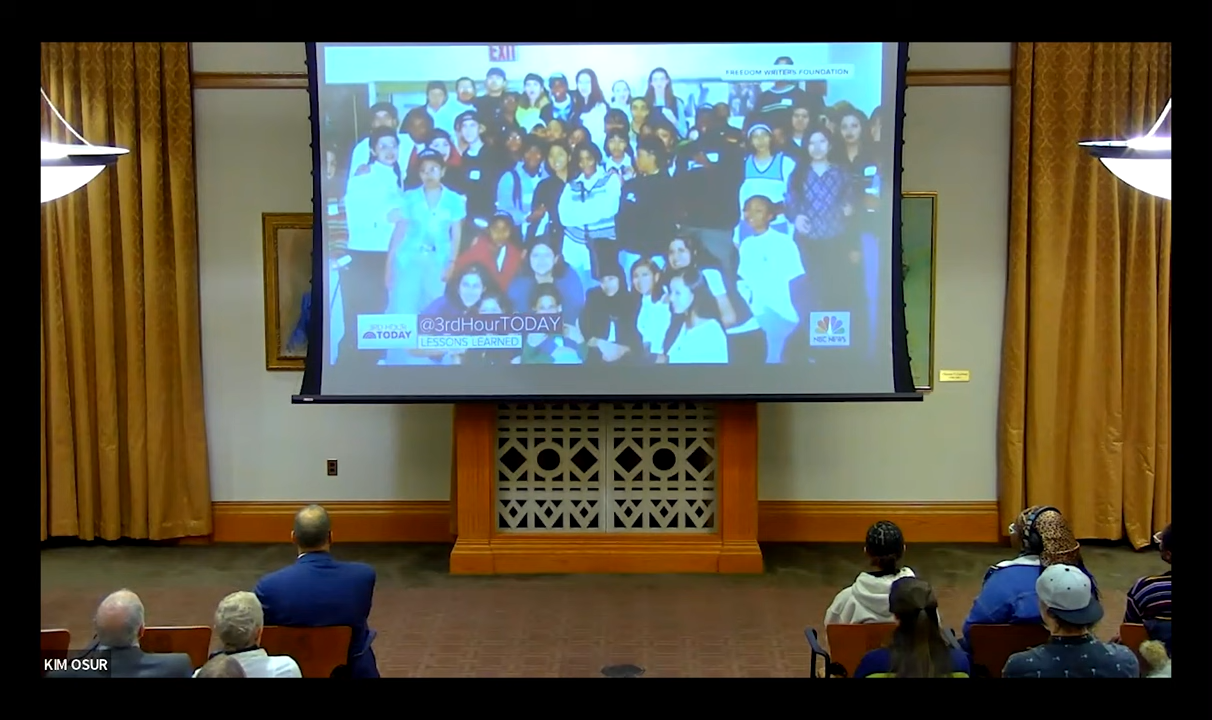 EXIT
FREEDOM WRITERS FOUNDATION
3RD HOUR
TODAY
@3rdHourTODAY
LESSONS LEARNED
NBC NEWS
KIM OSUR